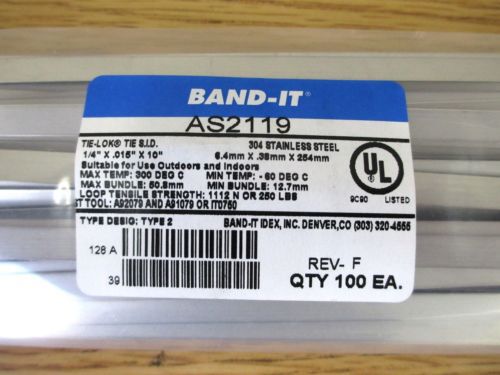 BAND-IT®
AS2119
TIE-LOK® TIE S.I.D. 304 STAINLESS STEEL
1/4" X .015" X 10" 6.4mm X .38mm X 254mm
Suitable for Use Outdoors and Indoors
MAX TEMP: 300 DEG C MIN TEMP: -60 DEG C
MAX BUNDLE: 50.8mm MIN BUNDLE: 12.7mm
LOOP TENSILE STRENGTH: 1112 N OR 250 LBS
ST TOOL: A92079 AND A91079 OR IT0750
UL
9C90 LISTED
TYPE DESIG: TYPE 2 BAND-IT IDEX, INC. DENVER,CO (303) 320-4555
128 A
39
REV- F
QTY 100 EA.